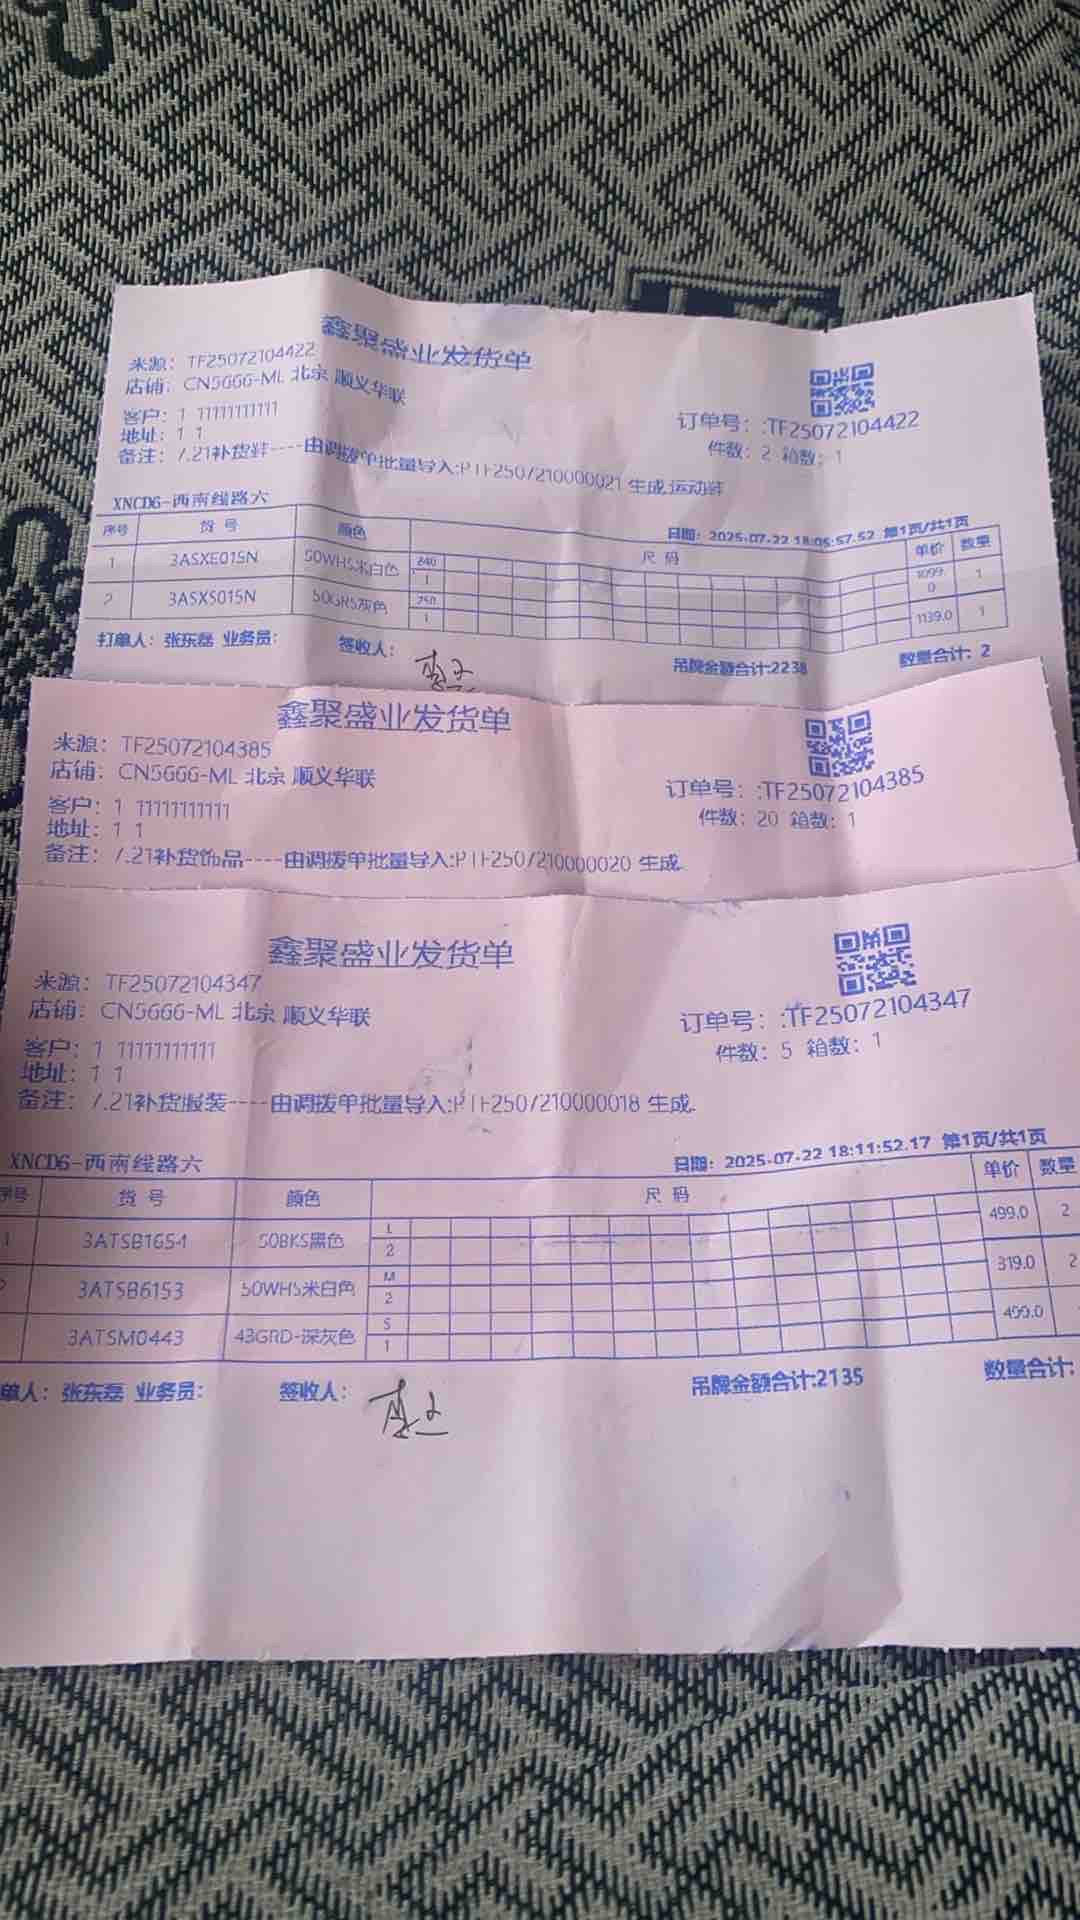 鑫聚盛业发货单
来源：TF25072104422
店铺：CN5666-ML 北京 顺义华联
客户：1 11111111111
订单号：:TF25072104422
地址：1 1
件数：2 箱数：1
备注：7.21补货鞋----由调拨单批量导入:PTF2507210000021 生成.运动鞋
XNCD6-西南线路六
日期：2025-07-22 18:05:57.52 第1页/共1页
序号 货号 颜色 尺码 单价 数量
1 3ASXE015N 50WHS米白色 240 1 1099.0 1
2 3ASXS015N 50GRS灰色 250 1 1139.0 1
打单人：张东磊 业务员： 签收人： 吊牌金额合计:2238 数量合计：2
鑫聚盛业发货单
来源：TF25072104385
店铺：CN5666-ML 北京 顺义华联
订单号：:TF25072104385
客户：1 11111111111
件数：20 箱数：1
地址：1 1
备注：7.21补货饰品----由调拨单批量导入:PTF2507210000020 生成.
鑫聚盛业发货单
来源：TF25072104347
店铺：CN5666-ML 北京 顺义华联
订单号：:TF25072104347
客户：1 11111111111
件数：5 箱数：1
地址：1 1
备注：7.21补货服装----由调拨单批量导入:PTF2507210000018 生成.
XNCD6-西南线路六
日期：2025-07-22 18:11:52.17 第1页/共1页
序号 货号 颜色 尺码 单价 数量
1 3ATSB1654 50BKS黑色 L 2 499.0 2
2 3ATSB6153 50WHS米白色 M 2 319.0 2
3ATSM0443 43GRD-深灰色 S 1 499.0
单人：张东磊 业务员： 签收人： 吊牌金额合计:2135 数量合计：